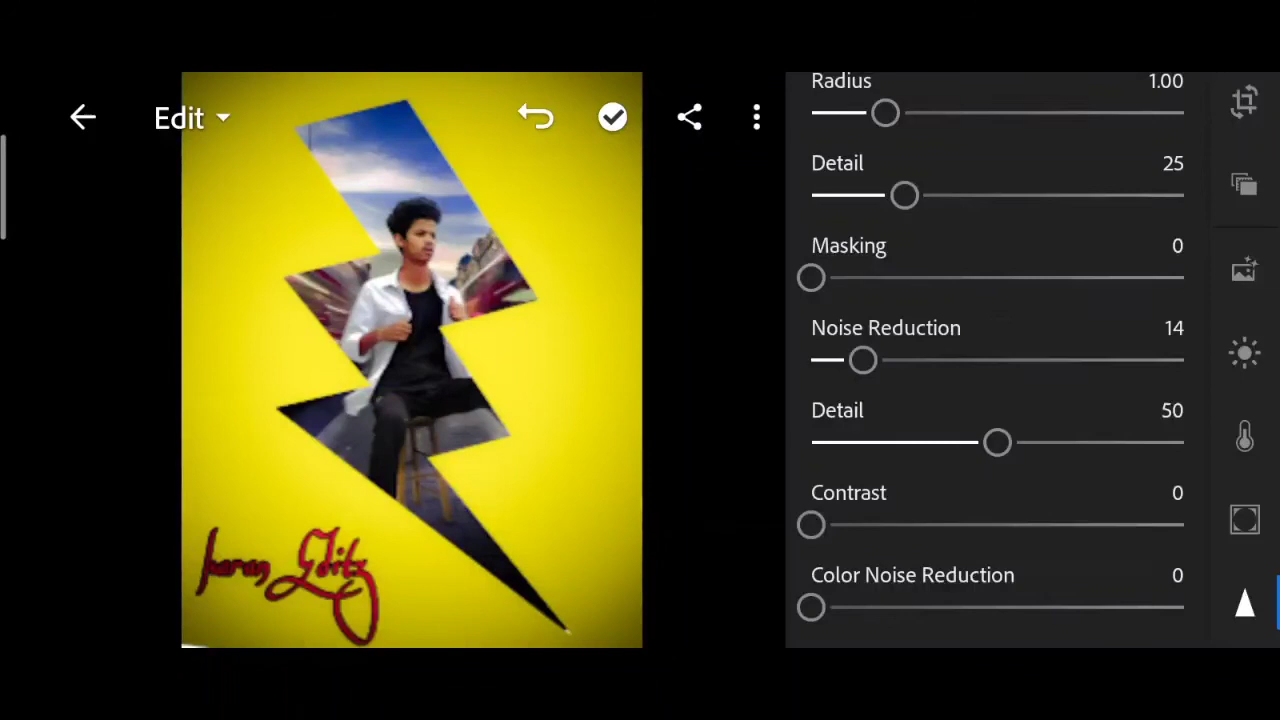 Edit
Radius 1.00
Detail 25
Masking 0
Noise Reduction 14
Detail 50
Contrast 0
Color Noise Reduction 0
Editz